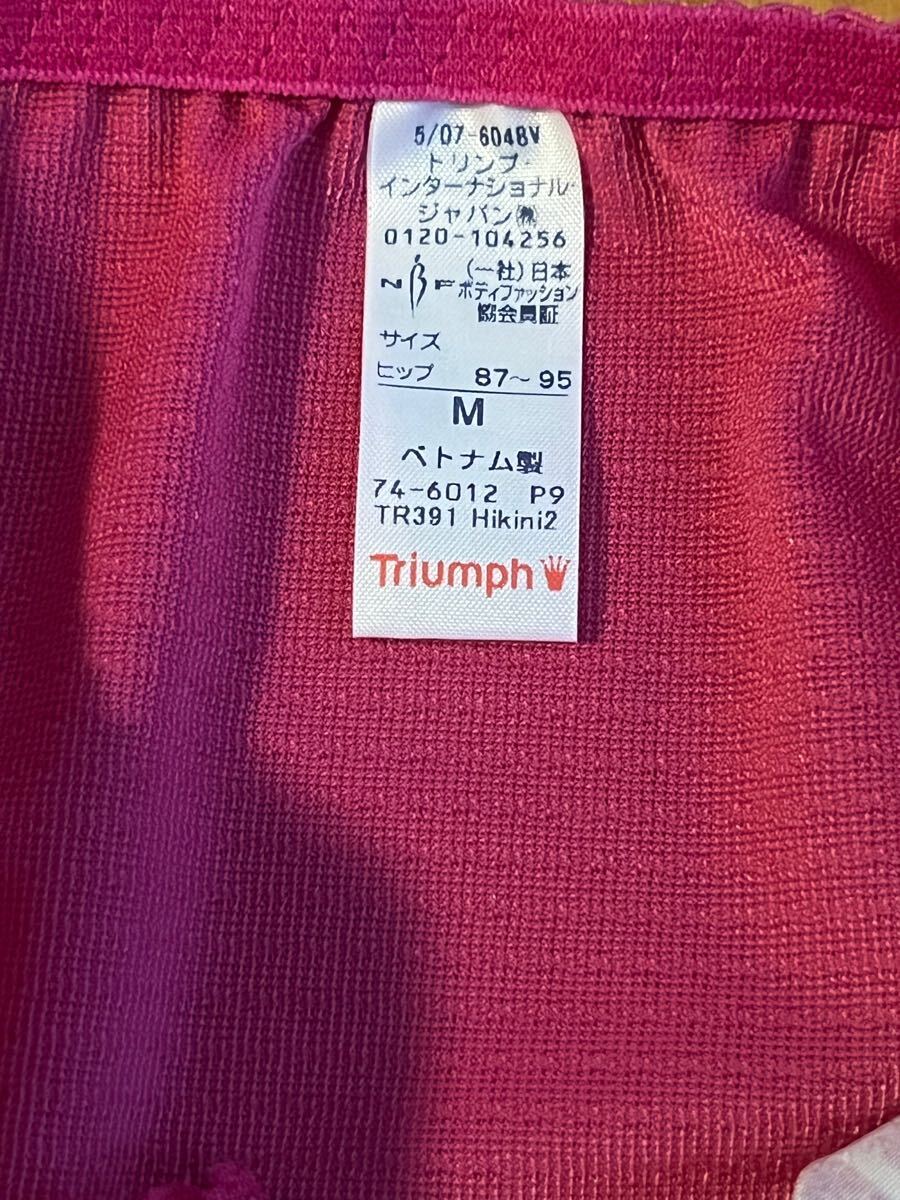 5/07-6048V
トリンプ・
インターナショナル・
ジャパン㈱
0120-104256
NBF (一社)日本
ボディファッション
協会員証
サイズ
ヒップ 87～95
M
ベトナム製
74-6012 P9
TR391 Hikini2
Triumph